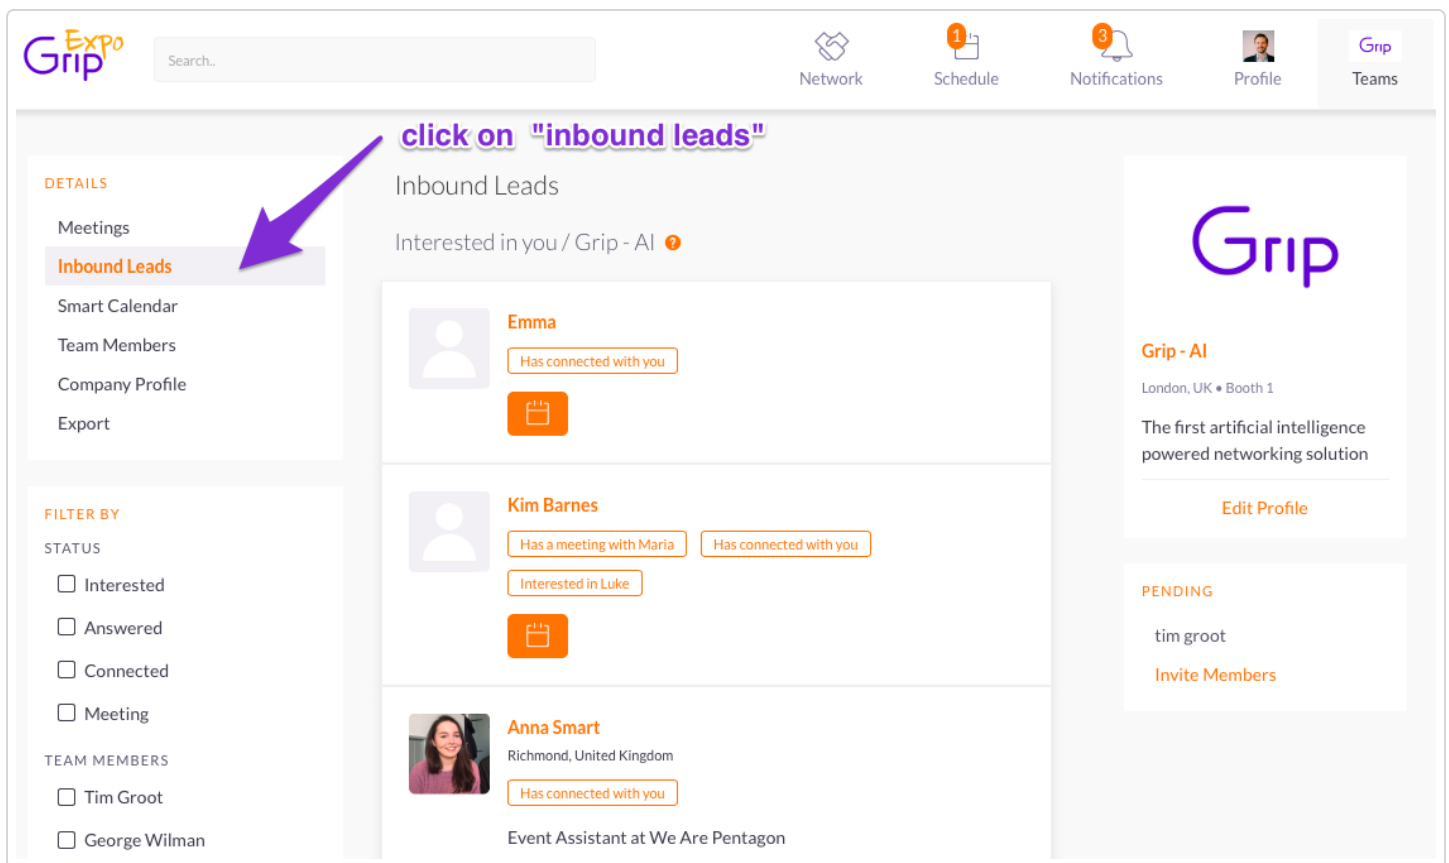 Expo
Grip
Search..
1
3
Grip
Network
Schedule
Notifications
Profile
Teams
click on "inbound leads"
DETAILS
Meetings
Inbound Leads
Smart Calendar
Team Members
Company Profile
Export
FILTER BY
STATUS
Interested
Answered
Connected
Meeting
TEAM MEMBERS
Tim Groot
George Wilman
Inbound Leads
Interested in you / Grip - AI ?
Emma
Has connected with you
Kim Barnes
Has a meeting with Maria
Has connected with you
Interested in Luke
Anna Smart
Richmond, United Kingdom
Has connected with you
Event Assistant at We Are Pentagon
Grip
Grip - AI
London, UK • Booth 1
The first artificial intelligence
powered networking solution
Edit Profile
PENDING
tim groot
Invite Members